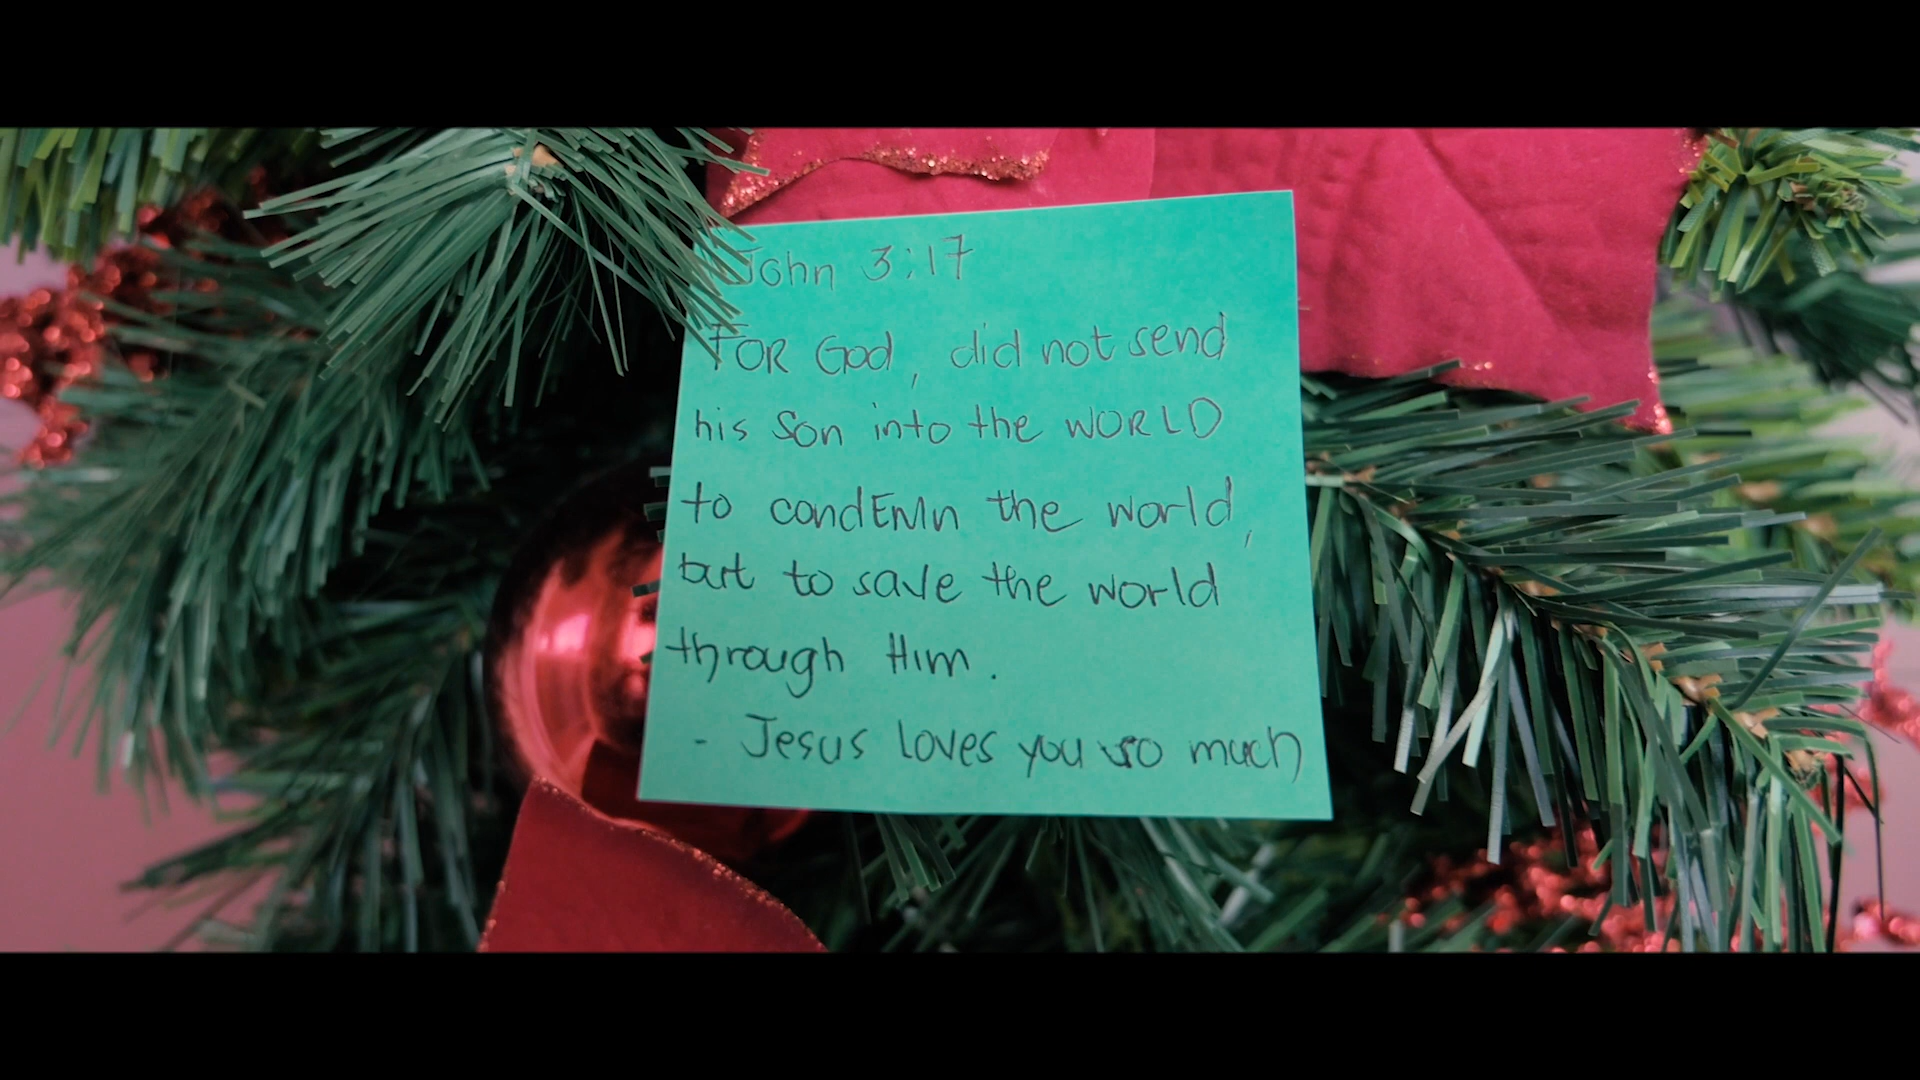 John 3:17
FOR God, did not send
his Son into the WORLD
to condEMn the world,
but to save the world
through Him.
- Jesus loves you so much